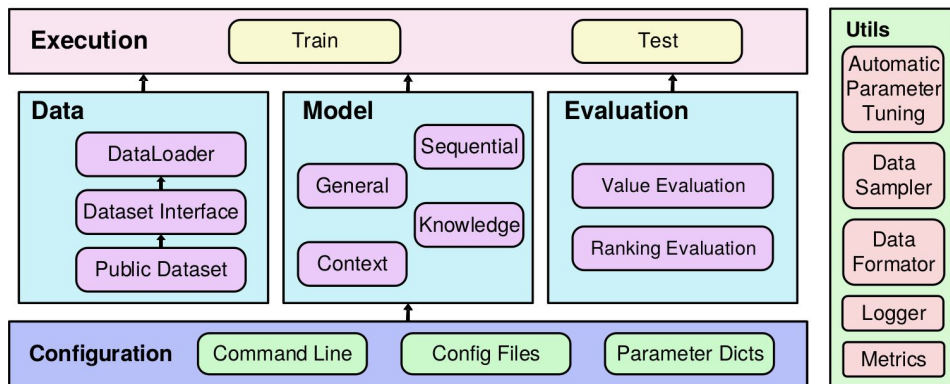 Execution
Train
Test
Data
DataLoader
Dataset Interface
Public Dataset
Model
Sequential
General
Knowledge
Context
Evaluation
Value Evaluation
Ranking Evaluation
Configuration
Command Line
Config Files
Parameter Dicts
Utils
Automatic
Parameter
Tuning
Data
Sampler
Data
Formator
Logger
Metrics